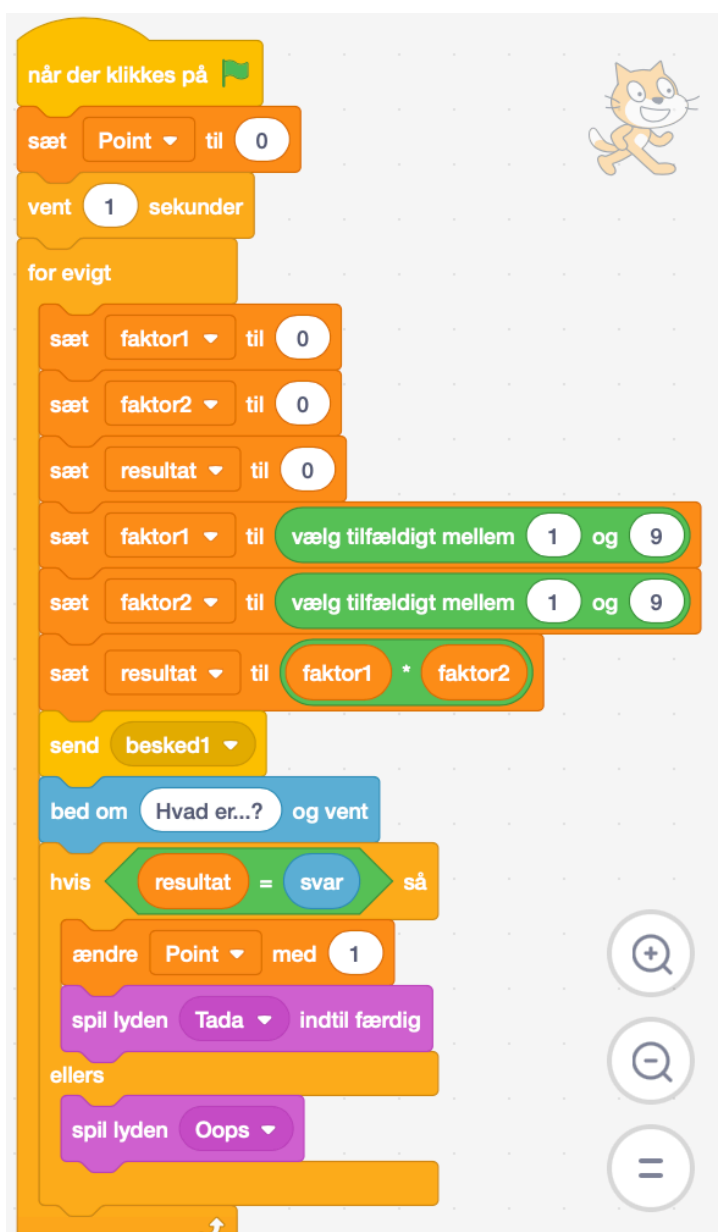 når der klikkes på
sæt Point til 0
vent 1 sekunder
for evigt
sæt faktor1 til 0
sæt faktor2 til 0
sæt resultat til 0
sæt faktor1 til vælg tilfældigt mellem 1 og 9
sæt faktor2 til vælg tilfældigt mellem 1 og 9
sæt resultat til faktor1 * faktor2
send besked1
bed om Hvad er...? og vent
hvis resultat = svar så
ændre Point med 1
spil lyden Tada indtil færdig
ellers
spil lyden Oops